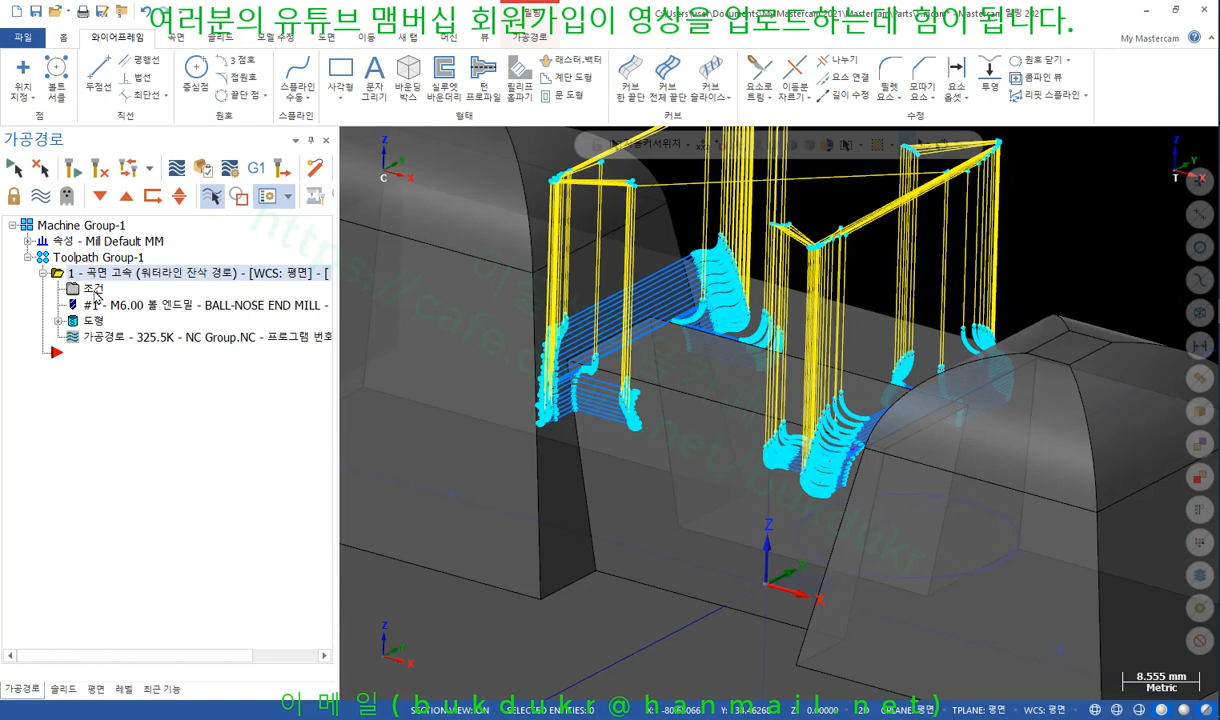 여러분의 유튜브 맴버십 회원가입이 영상을 업로드하는데 힘이 됩니다.
My Mastercam
파일 홈 와이어프레임 곡면 솔리드 모델 수정 도면 이동 새 탭 머신 뷰 가공경로
위치 지정 볼트 서클 두점선 평행선 법선 최단선 중심점 3 점호 접원호 끝단 점 스플라인 수동 사각형 문자 그리기 바운딩 박스 실루엣 바운더리 턴 프로파일 릴리프 홈파기 래스터.벡터 계단 도형 문 도형 커브 한 끝단 커브 전체 끝단 커브 슬라이스 요소로 트림 이동분 자르기 나누기 요소 연결 길이 수정 필렛 요소 모따기 요소 요소 옵셋 투영 원호 닫기 콤파인 뷰 리핏 스플라인
점 직선 원호 스플라인 형태 커브 수정
가공경로
G1
Machine Group-1
속성 - Mill Default MM
Toolpath Group-1
1 - 곡면 고속 (워터라인 잔삭 경로) - [WCS: 평면] - [
조건
#1 - M6.00 볼 엔드밀 - BALL-NOSE END MILL -
도형
가공경로 - 325.5K - NC Group.NC - 프로그램 번호
Z Y X C
Z Y X T
Z Y X
Z Y X
8.555 mm
Metric
가공경로 솔리드 평면 레벨 최근 기능
이 메 일 ( b u k d u k r @ h a n m a i l . n e t )
SECTION VIEW: ON SELECTED ENTITIES: 0 Z: 0.00000 2D CPLANE: 평면 TPLANE: 평면 WCS: 평면